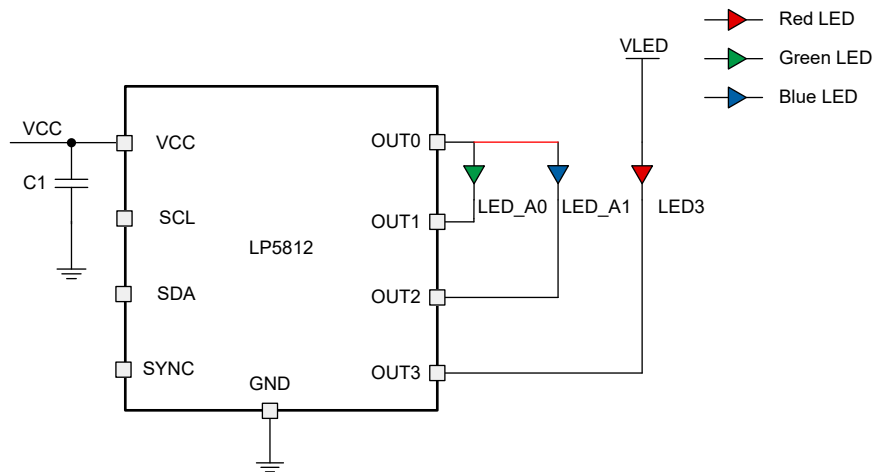 Red LED
VLED
Green LED
Blue LED
VCC
VCC
OUT0
C1
LED_A0
LED_A1
LED3
SCL
OUT1
LP5812
SDA
OUT2
SYNC
OUT3
GND